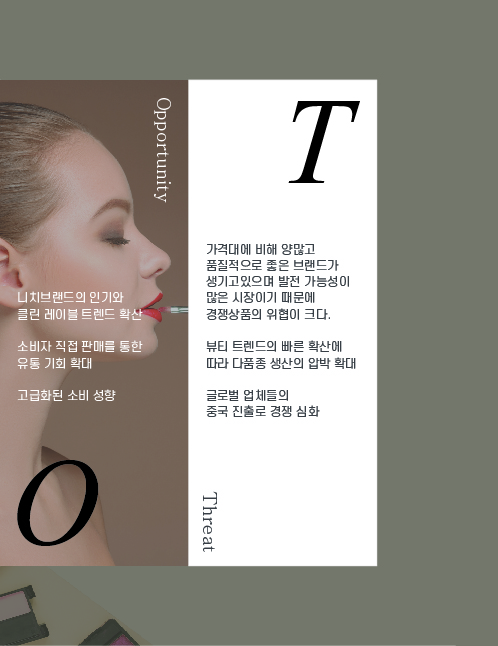 Opportunity
니치브랜드의 인기와
클린 레이블 트렌드 확산
소비자 직접 판매를 통한
유통 기회 확대
고급화된 소비 성향
O
T
가격대에 비해 양많고
품질적으로 좋은 브랜드가
생기고있으며 발전 가능성이
많은 시장이기 때문에
경쟁상품의 위협이 크다.
뷰티 트렌드의 빠른 확산에
따라 다품종 생산의 압박 확대
글로벌 업체들의
중국 진출로 경쟁 심화
Threat